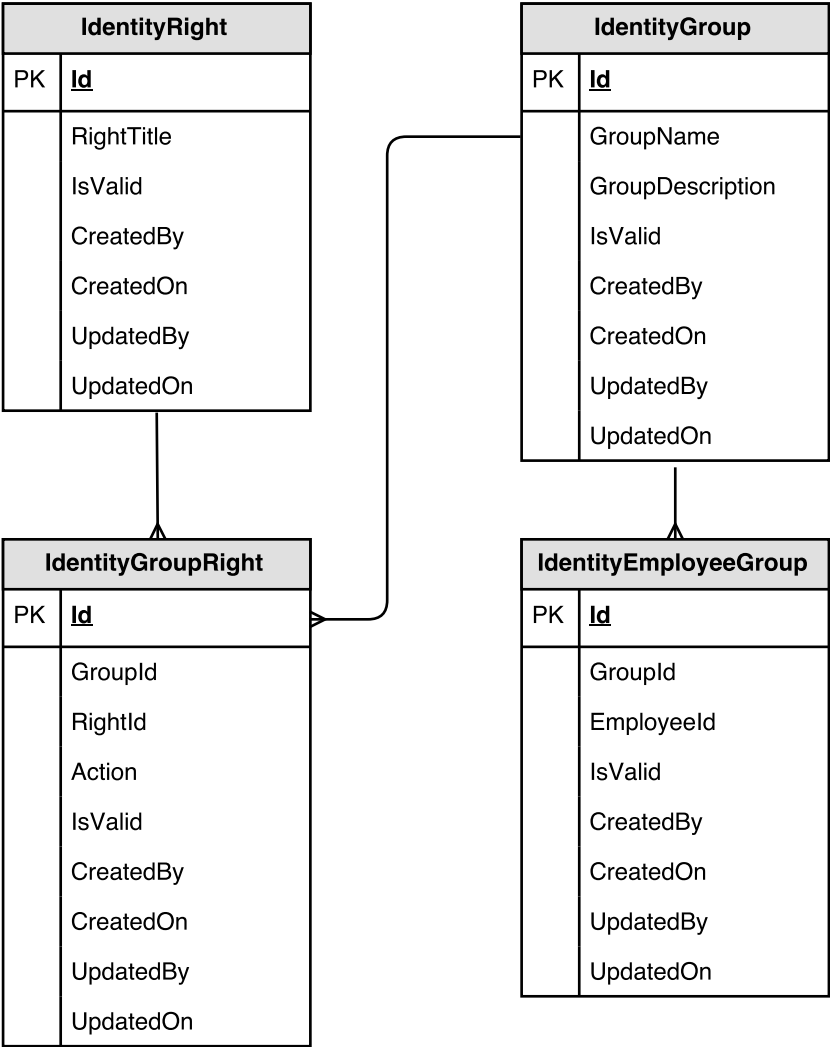 IdentityRight
PK Id
RightTitle
IsValid
CreatedBy
CreatedOn
UpdatedBy
UpdatedOn
IdentityGroup
PK Id
GroupName
GroupDescription
IsValid
CreatedBy
CreatedOn
UpdatedBy
UpdatedOn
IdentityGroupRight
PK Id
GroupId
RightId
Action
IsValid
CreatedBy
CreatedOn
UpdatedBy
UpdatedOn
IdentityEmployeeGroup
PK Id
GroupId
EmployeeId
IsValid
CreatedBy
CreatedOn
UpdatedBy
UpdatedOn